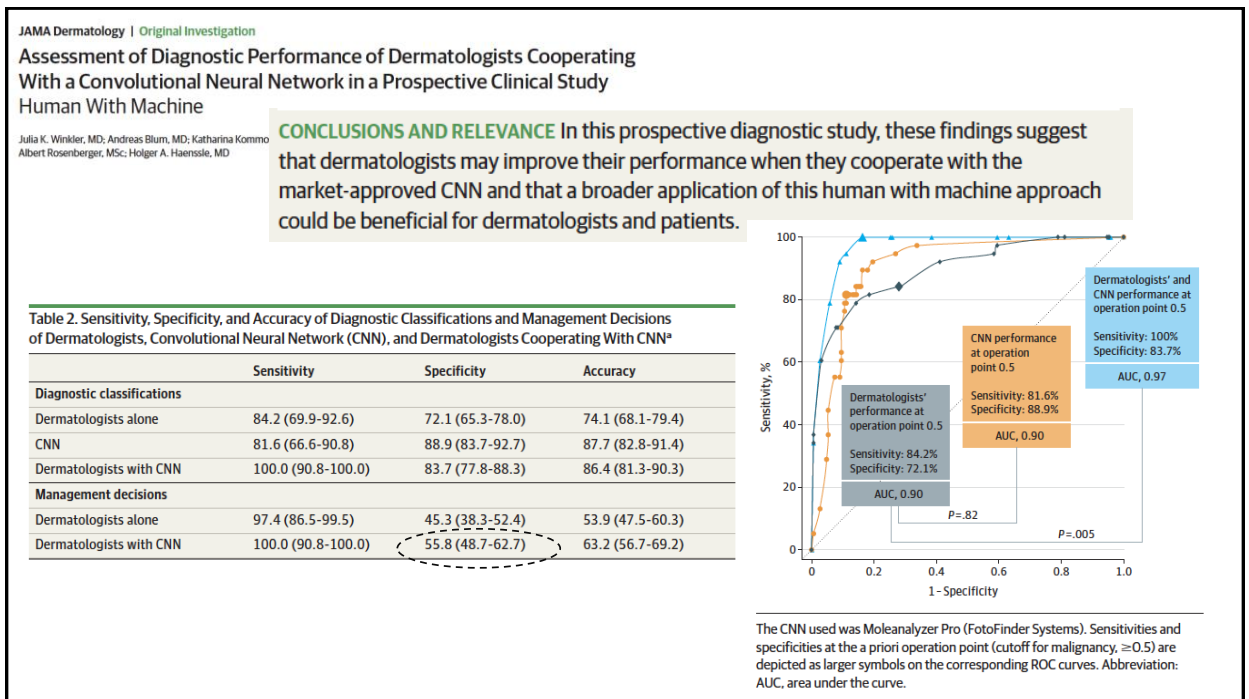 JAMA Dermatology | Original Investigation
Assessment of Diagnostic Performance of Dermatologists Cooperating
With a Convolutional Neural Network in a Prospective Clinical Study
Human With Machine
Julia K. Winkler, MD; Andreas Blum, MD; Katharina Kommo
Albert Rosenberger, MSc; Holger A. Haenssle, MD
CONCLUSIONS AND RELEVANCE In this prospective diagnostic study, these findings suggest
that dermatologists may improve their performance when they cooperate with the
market-approved CNN and that a broader application of this human with machine approach
could be beneficial for dermatologists and patients.
Table 2. Sensitivity, Specificity, and Accuracy of Diagnostic Classifications and Management Decisions
of Dermatologists, Convolutional Neural Network (CNN), and Dermatologists Cooperating With CNNa
Sensitivity Specificity Accuracy
Diagnostic classifications
Dermatologists alone 84.2 (69.9-92.6) 72.1 (65.3-78.0) 74.1 (68.1-79.4)
CNN 81.6 (66.6-90.8) 88.9 (83.7-92.7) 87.7 (82.8-91.4)
Dermatologists with CNN 100.0 (90.8-100.0) 83.7 (77.8-88.3) 86.4 (81.3-90.3)
Management decisions
Dermatologists alone 97.4 (86.5-99.5) 45.3 (38.3-52.4) 53.9 (47.5-60.3)
Dermatologists with CNN 100.0 (90.8-100.0) 55.8 (48.7-62.7) 63.2 (56.7-69.2)
100
80
60
40
20
0
Sensitivity, %
0 0.2 0.4 0.6 0.8 1.0
1 – Specificity
Dermatologists'
performance at
operation point 0.5
Sensitivity: 84.2%
Specificity: 72.1%
AUC, 0.90
CNN performance
at operation
point 0.5
Sensitivity: 81.6%
Specificity: 88.9%
AUC, 0.90
Dermatologists' and
CNN performance at
operation point 0.5
Sensitivity: 100%
Specificity: 83.7%
AUC, 0.97
P=.82
P=.005
The CNN used was Moleanalyzer Pro (FotoFinder Systems). Sensitivities and
specificities at the a priori operation point (cutoff for malignancy, ≥0.5) are
depicted as larger symbols on the corresponding ROC curves. Abbreviation:
AUC, area under the curve.